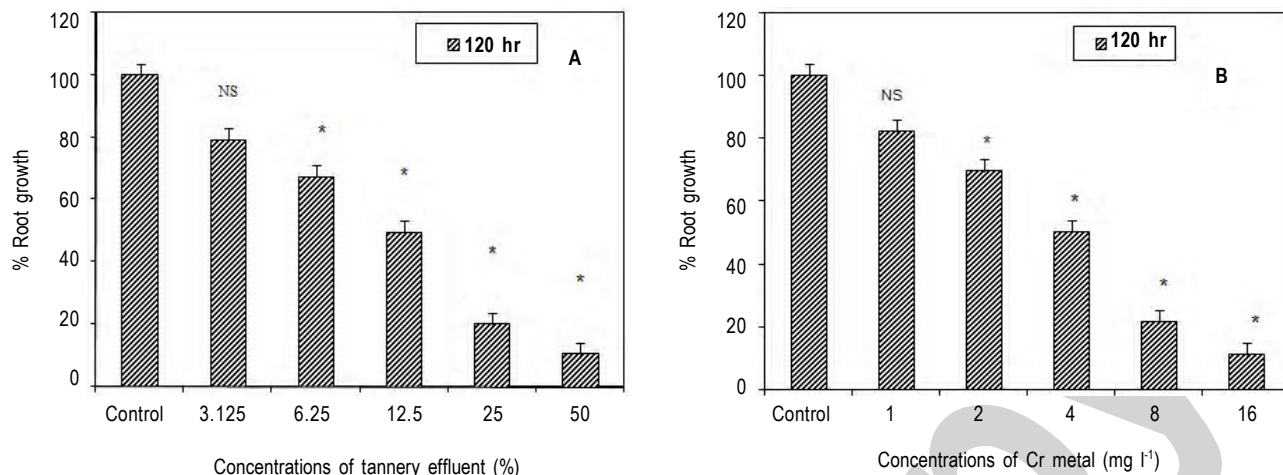 120
100
80
60
40
20
0
% Root growth
120 hr
A
NS
*
*
*
*
Control 3.125 6.25 12.5 25 50
Concentrations of tannery effluent (%)
120
100
80
60
40
20
0
% Root growth
120 hr
B
NS
*
*
*
*
Control 1 2 4 8 16
Concentrations of Cr metal (mg l⁻¹)